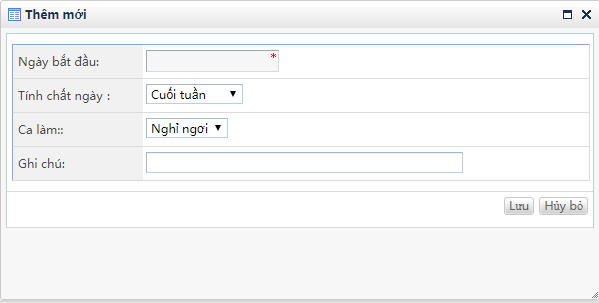 Thêm mới
Ngày bắt đầu: *
Tính chất ngày : Cuối tuần
Ca làm:: Nghỉ ngơi
Ghi chú:
Lưu Hủy bỏ